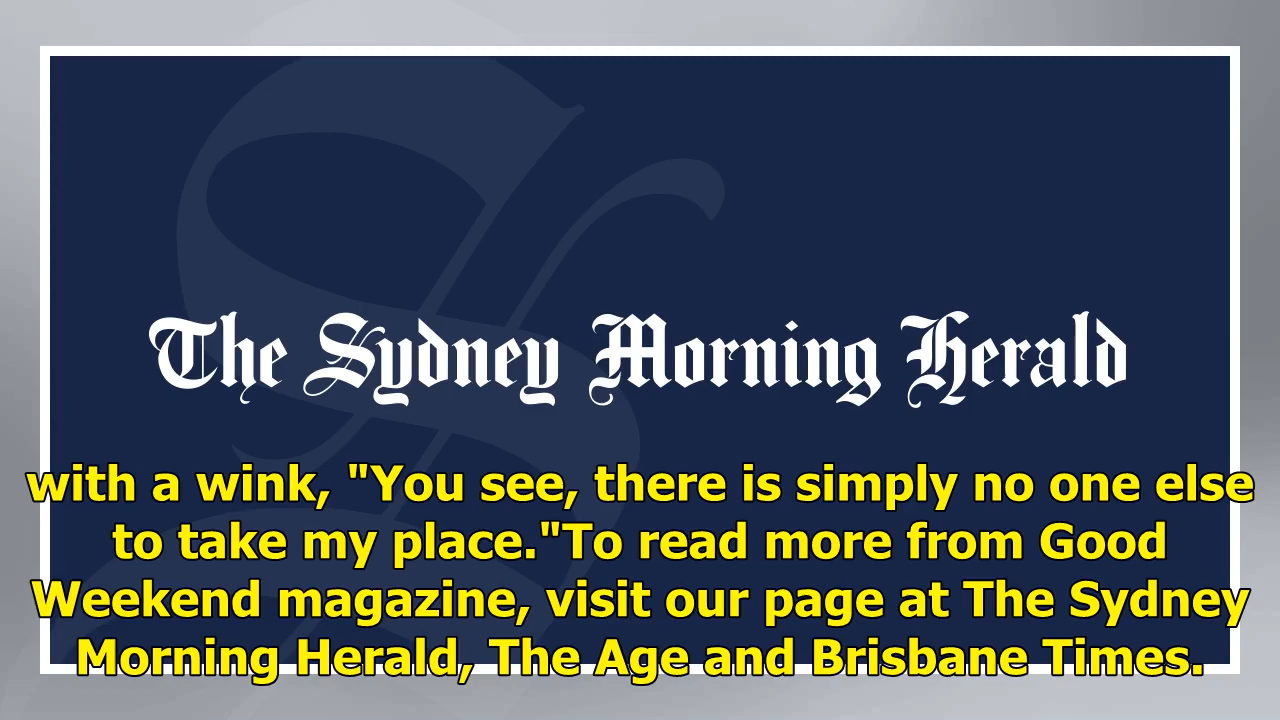 The Sydney Morning Herald
with a wink, "You see, there is simply no one else
to take my place."To read more from Good
Weekend magazine, visit our page at The Sydney
Morning Herald, The Age and Brisbane Times.